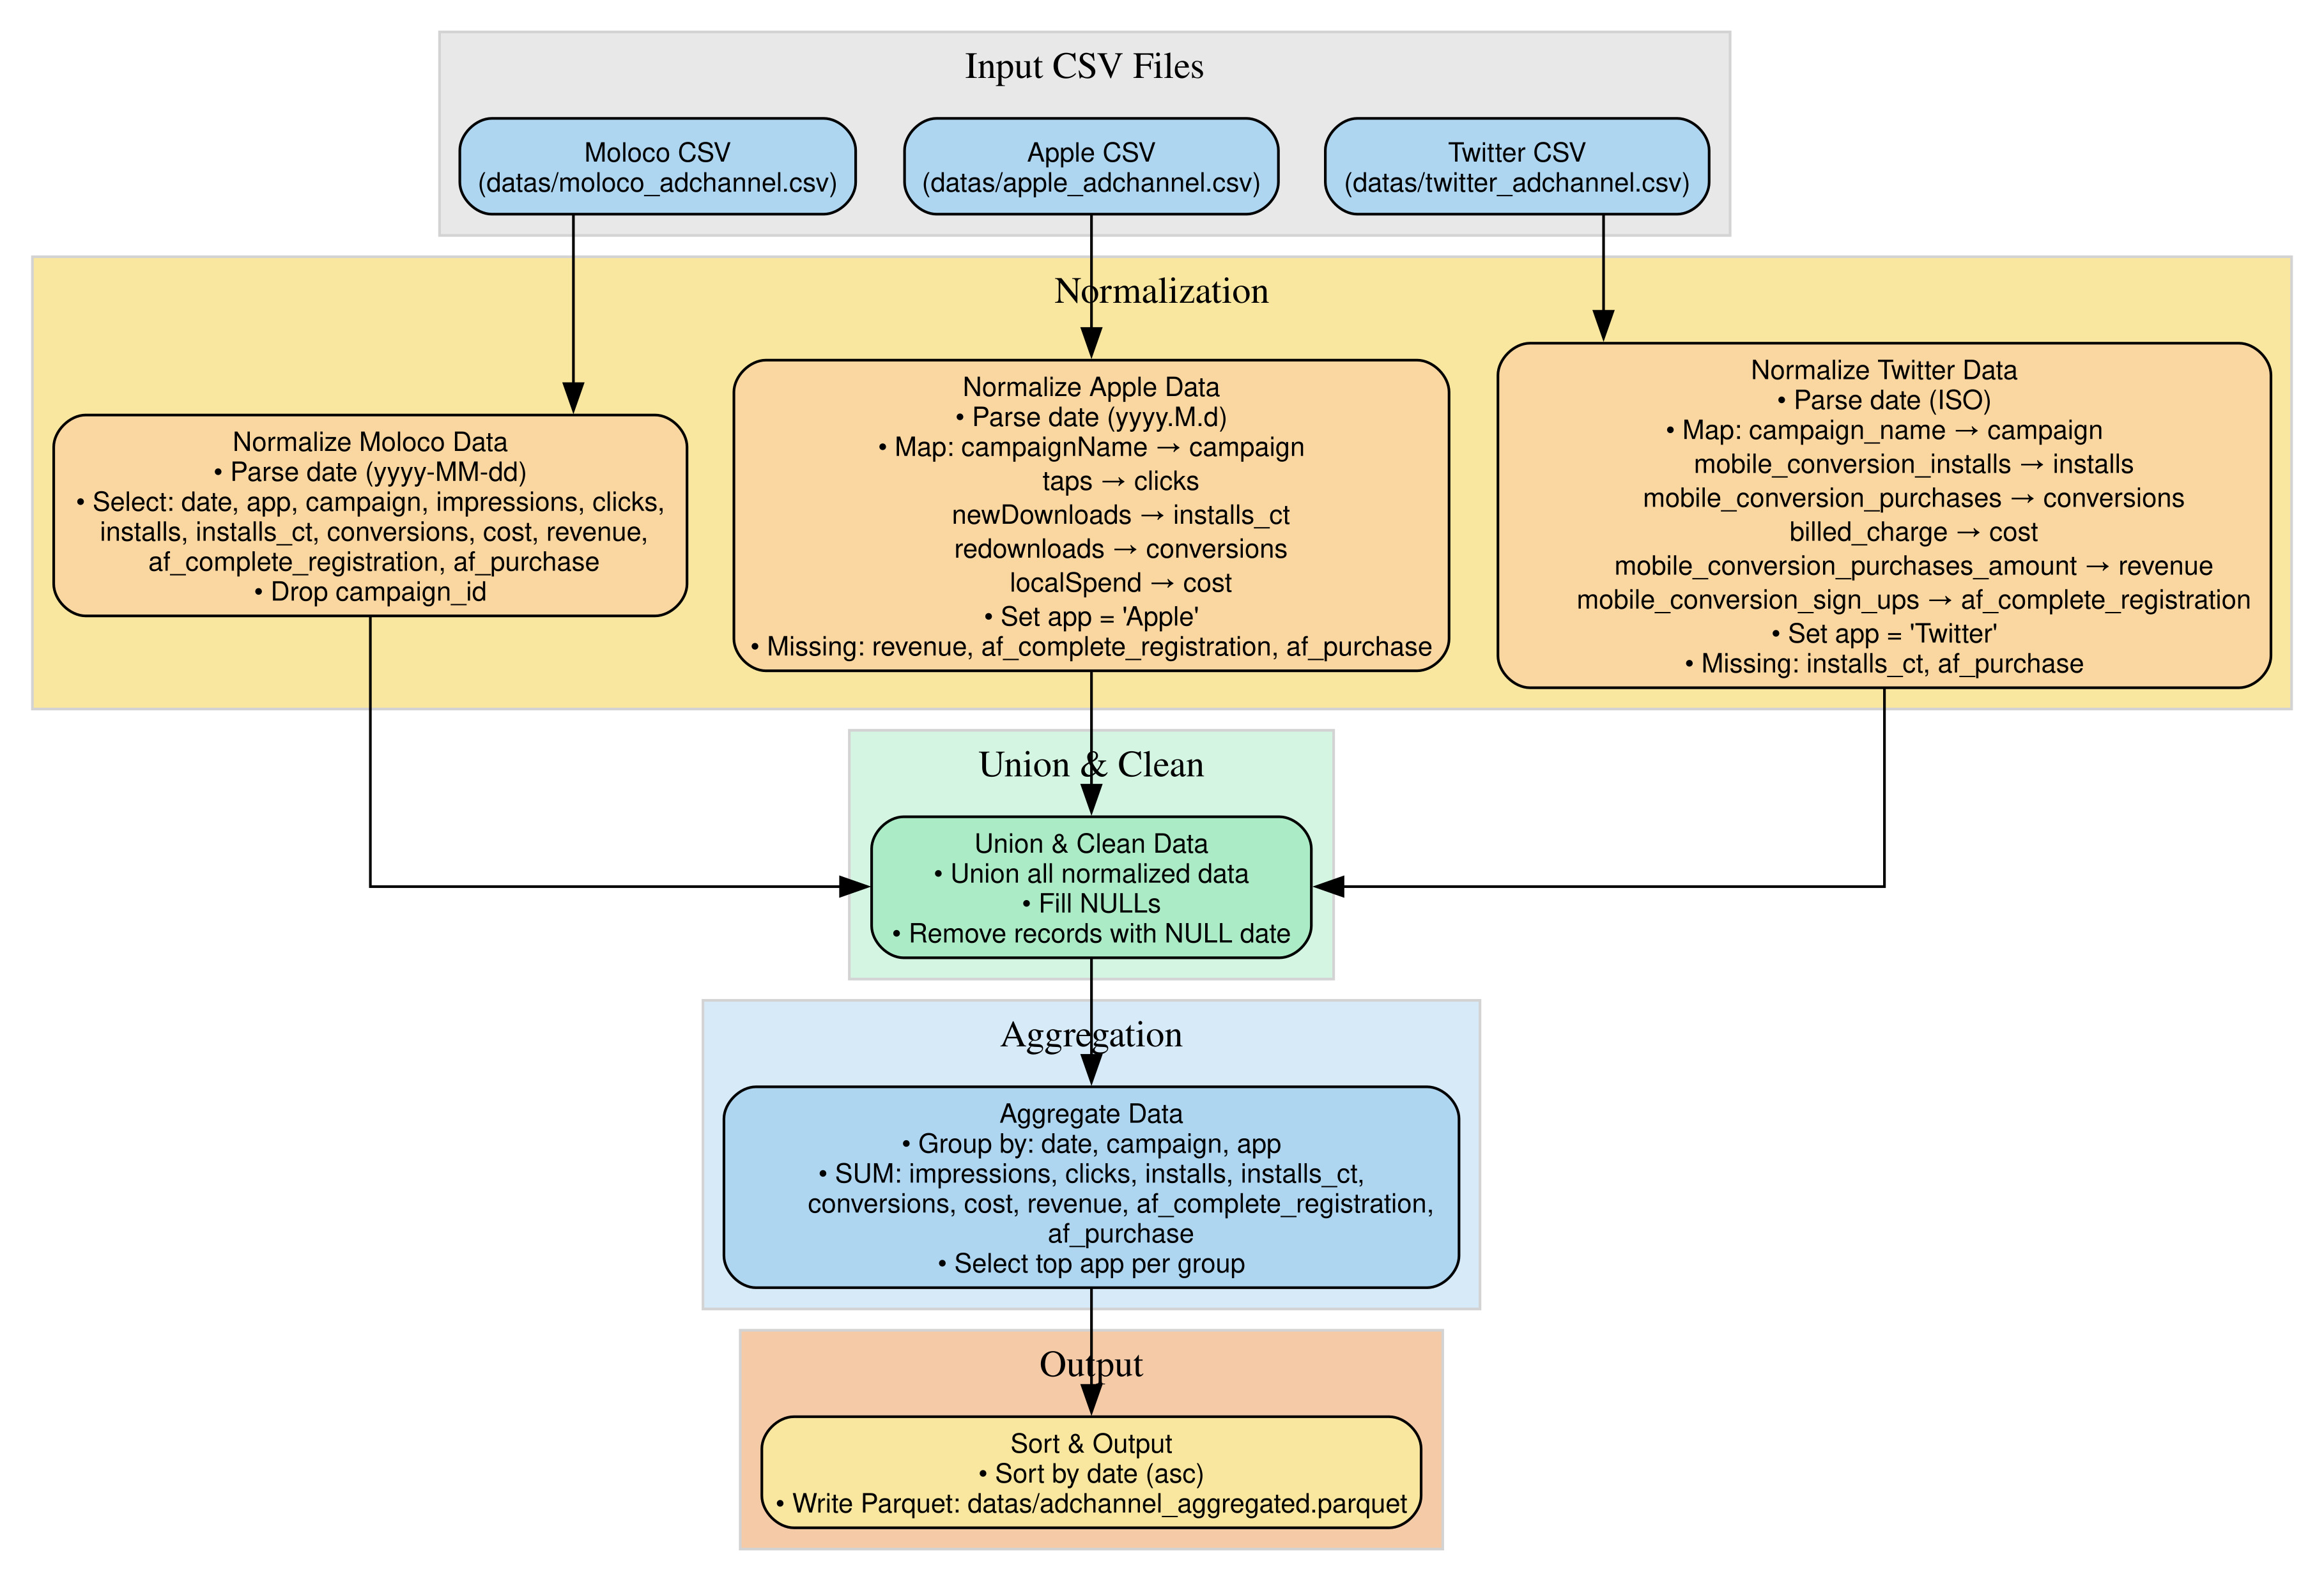 Input CSV Files
Moloco CSV
(datas/moloco_adchannel.csv)
Apple CSV
(datas/apple_adchannel.csv)
Twitter CSV
(datas/twitter_adchannel.csv)
Normalization
Normalize Moloco Data
• Parse date (yyyy-MM-dd)
• Select: date, app, campaign, impressions, clicks,
installs, installs_ct, conversions, cost, revenue,
af_complete_registration, af_purchase
• Drop campaign_id
Normalize Apple Data
• Parse date (yyyy.M.d)
• Map: campaignName → campaign
taps → clicks
newDownloads → installs_ct
redownloads → conversions
localSpend → cost
• Set app = 'Apple'
• Missing: revenue, af_complete_registration, af_purchase
Normalize Twitter Data
• Parse date (ISO)
• Map: campaign_name → campaign
mobile_conversion_installs → installs
mobile_conversion_purchases → conversions
billed_charge → cost
mobile_conversion_purchases_amount → revenue
mobile_conversion_sign_ups → af_complete_registration
• Set app = 'Twitter'
• Missing: installs_ct, af_purchase
Union & Clean
Union & Clean Data
• Union all normalized data
• Fill NULLs
• Remove records with NULL date
Aggregation
Aggregate Data
• Group by: date, campaign, app
• SUM: impressions, clicks, installs, installs_ct,
conversions, cost, revenue, af_complete_registration,
af_purchase
• Select top app per group
Output
Sort & Output
• Sort by date (asc)
• Write Parquet: datas/adchannel_aggregated.parquet